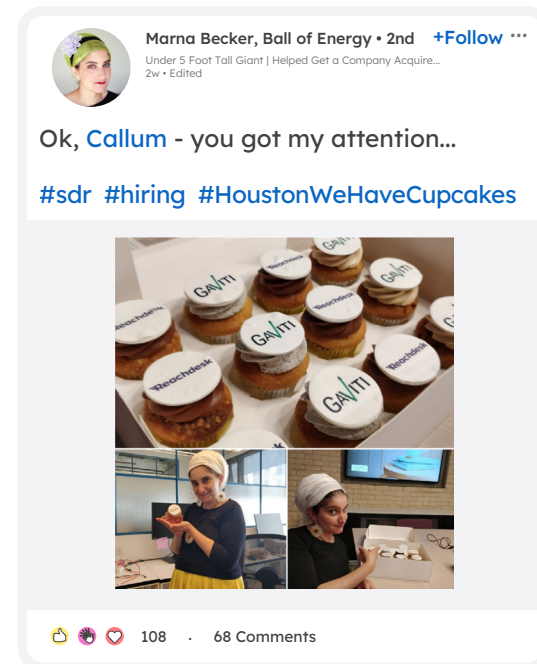 Marna Becker, Ball of Energy • 2nd +Follow •••
Under 5 Foot Tall Giant | Helped Get a Company Acquire...
2w • Edited
Ok, Callum - you got my attention...
#sdr #hiring #HoustonWeHaveCupcakes
GAVITI
Reachdesk
GAVITI
GAVITI
Reachdesk
Reachdesk
GAVITI
Reachdesk
Reachdesk
GAVITI
108 . 68 Comments